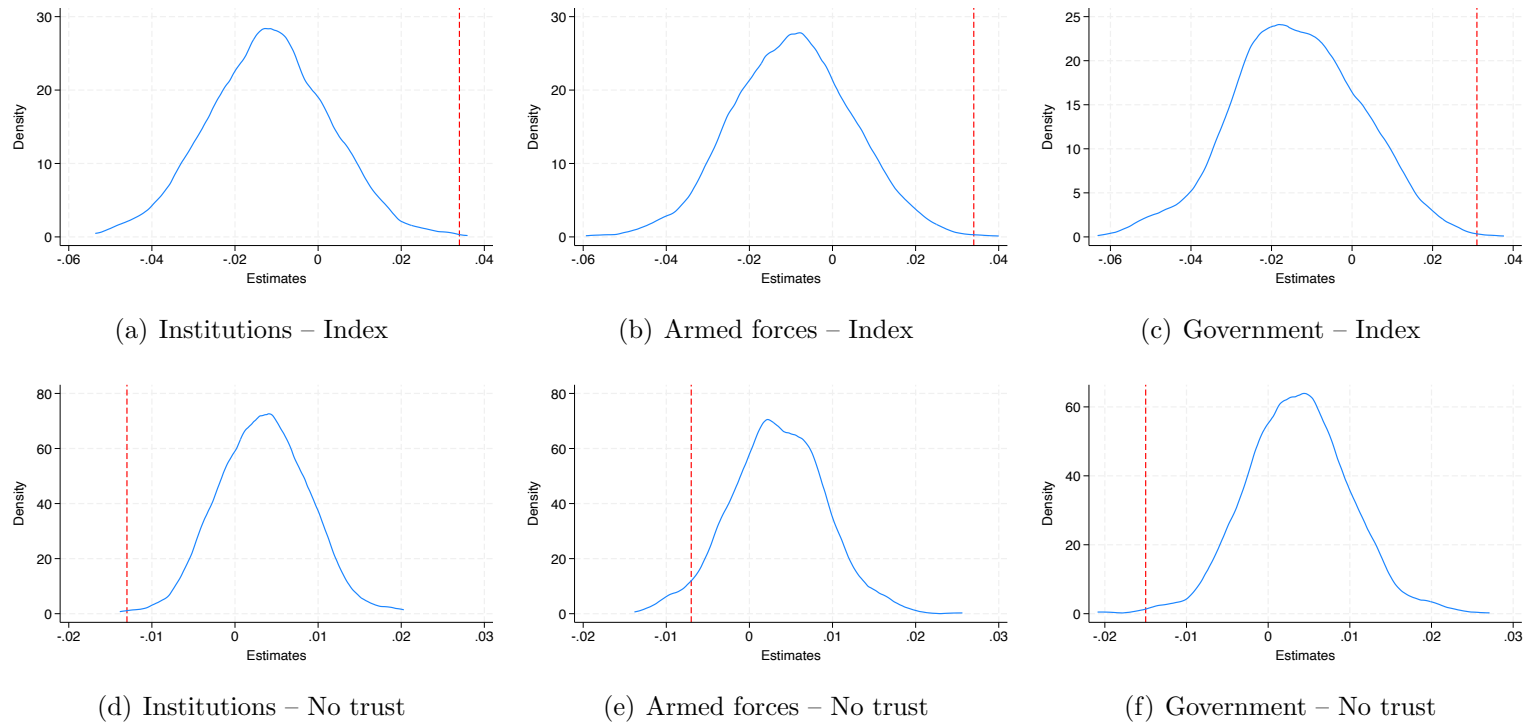 30
20
10
0
Density
-.06 -.04 -.02 0 .02 .04
Estimates
(a) Institutions – Index
30
20
10
0
Density
-.06 -.04 -.02 0 .02 .04
Estimates
(b) Armed forces – Index
25
20
15
10
5
0
Density
-.06 -.04 -.02 0 .02 .04
Estimates
(c) Government – Index
80
60
40
20
0
Density
-.02 -.01 0 .01 .02 .03
Estimates
(d) Institutions – No trust
80
60
40
20
0
Density
-.02 -.01 0 .01 .02 .03
Estimates
(e) Armed forces – No trust
60
40
20
0
Density
-.02 -.01 0 .01 .02 .03
Estimates
(f) Government – No trust